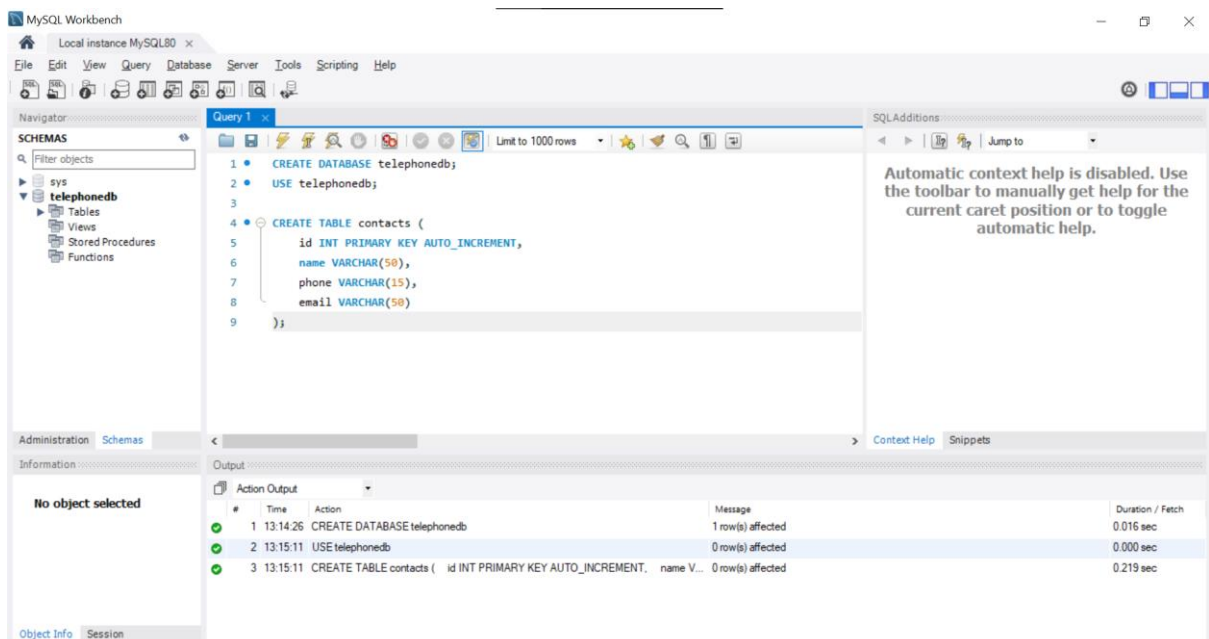 MySQL Workbench
Local instance MySQL80
File Edit View Query Database Server Tools Scripting Help
Navigator
SCHEMAS
Filter objects
sys
telephonedb
Tables
Views
Stored Procedures
Functions
Administration Schemas
Information
No object selected
Object Info Session
Query 1
Limit to 1000 rows
1 CREATE DATABASE telephonedb;
2 USE telephonedb;
3
4 CREATE TABLE contacts (
5 id INT PRIMARY KEY AUTO_INCREMENT,
6 name VARCHAR(50),
7 phone VARCHAR(15),
8 email VARCHAR(50)
9 );
SQLAdditions
Jump to
Automatic context help is disabled. Use
the toolbar to manually get help for the
current caret position or to toggle
automatic help.
Context Help Snippets
Output
Action Output
# Time Action Message Duration / Fetch
1 13:14:26 CREATE DATABASE telephonedb 1 row(s) affected 0.016 sec
2 13:15:11 USE telephonedb 0 row(s) affected 0.000 sec
3 13:15:11 CREATE TABLE contacts ( id INT PRIMARY KEY AUTO_INCREMENT, name V... 0 row(s) affected 0.219 sec